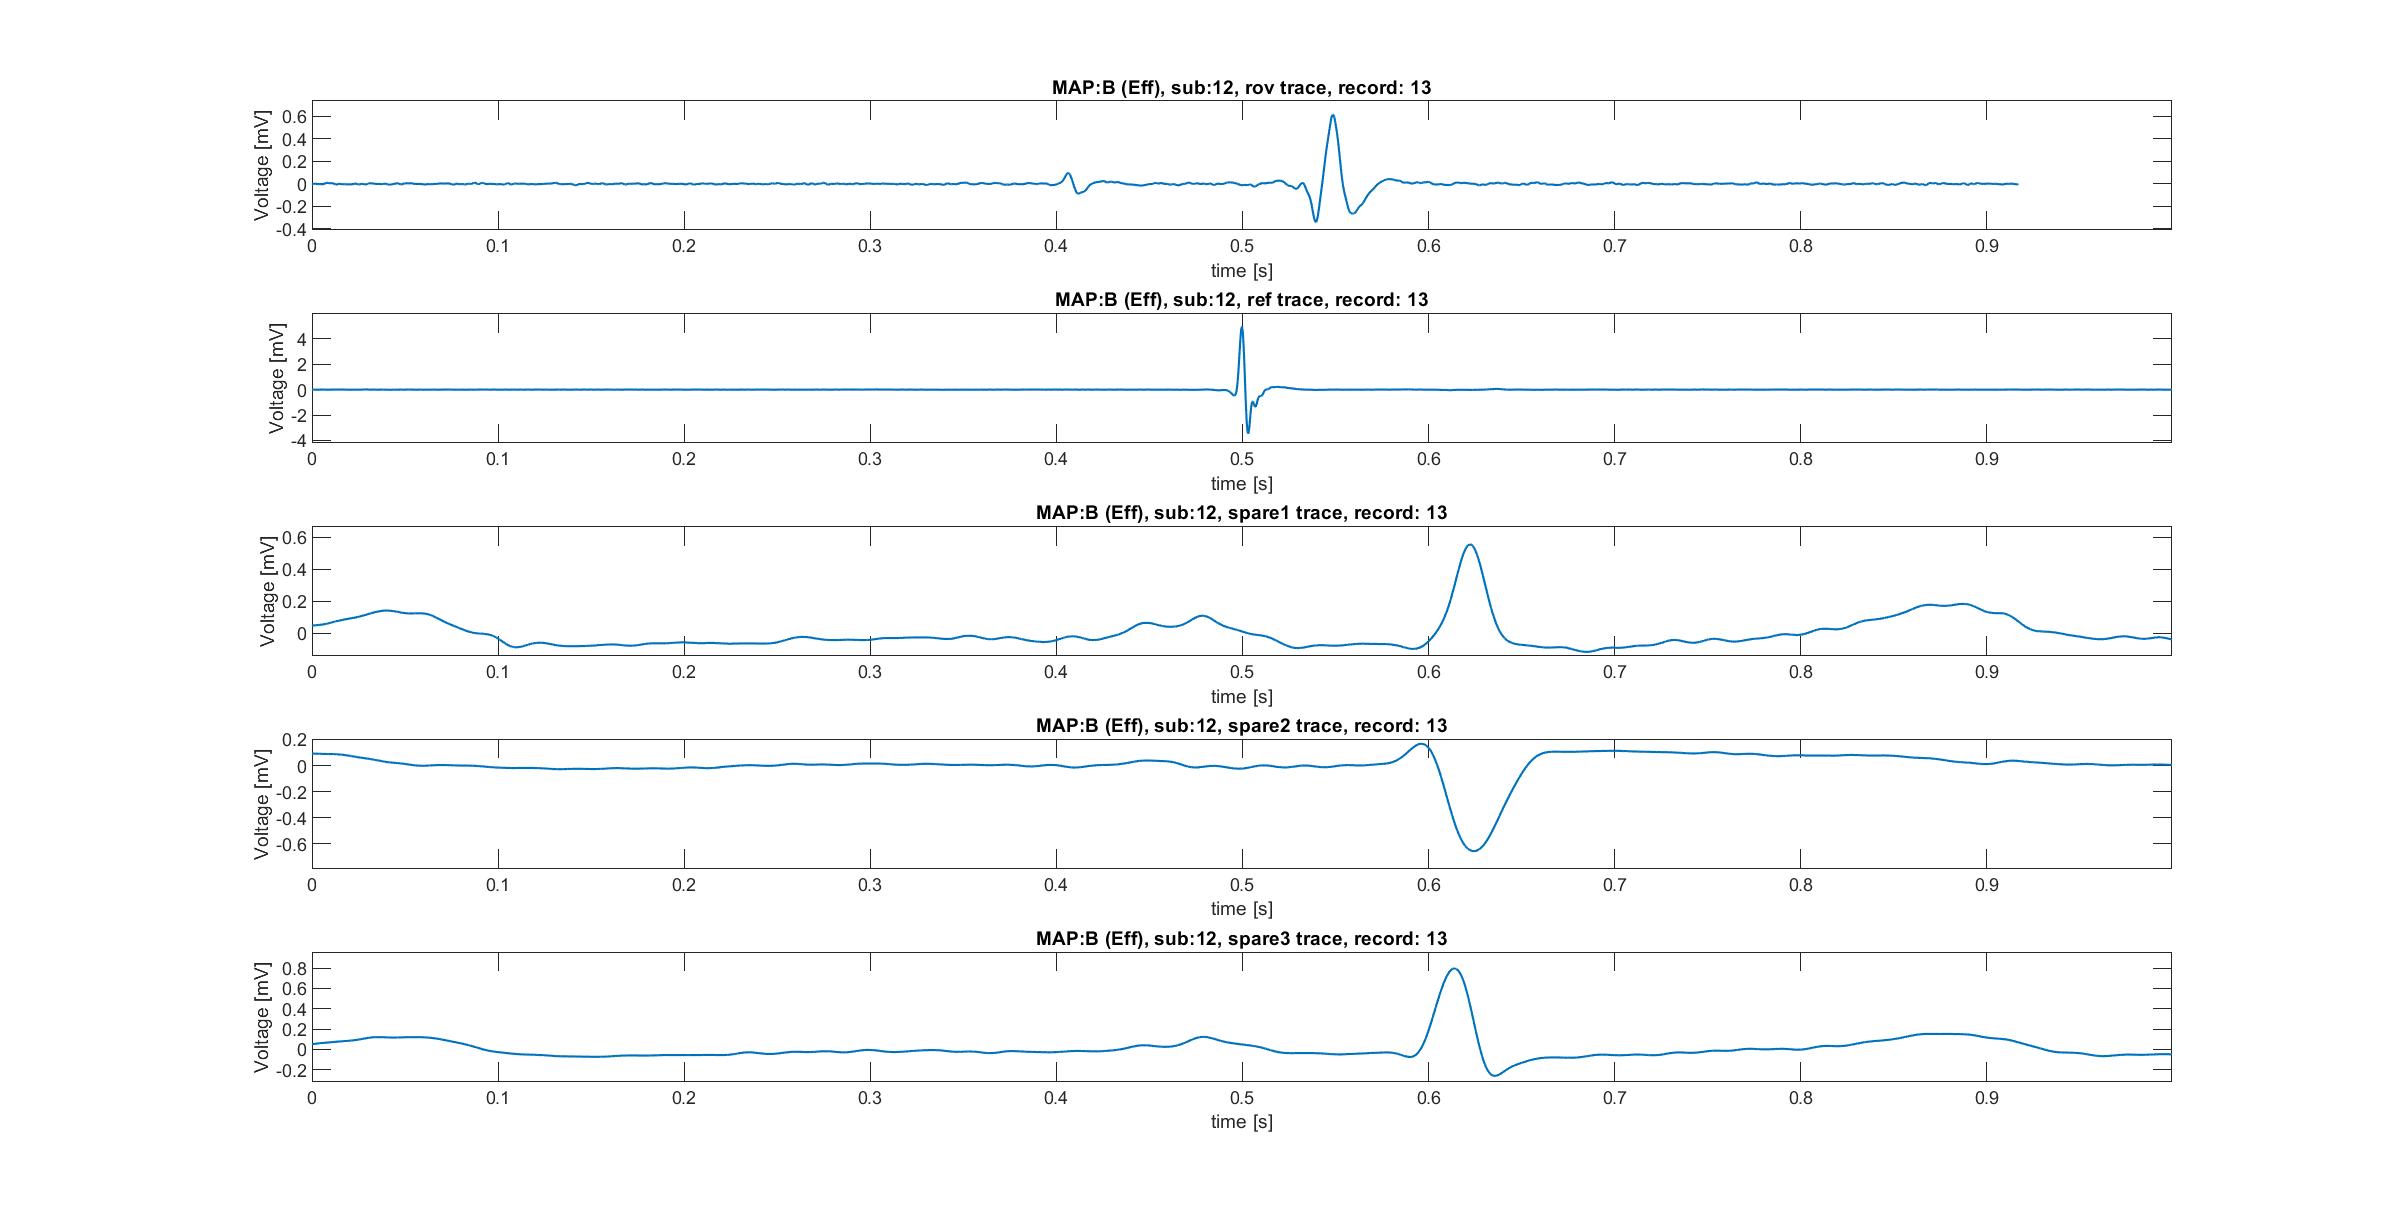 MAP:B (Eff), sub:12, rov trace, record: 13
Voltage [mV]
0.6
0.4
0.2
0
-0.2
-0.4
0 0.1 0.2 0.3 0.4 0.5 0.6 0.7 0.8 0.9
time [s]
MAP:B (Eff), sub:12, ref trace, record: 13
Voltage [mV]
4
2
0
-2
-4
0 0.1 0.2 0.3 0.4 0.5 0.6 0.7 0.8 0.9
time [s]
MAP:B (Eff), sub:12, spare1 trace, record: 13
Voltage [mV]
0.6
0.4
0.2
0
0 0.1 0.2 0.3 0.4 0.5 0.6 0.7 0.8 0.9
time [s]
MAP:B (Eff), sub:12, spare2 trace, record: 13
Voltage [mV]
0.2
0
-0.2
-0.4
-0.6
0 0.1 0.2 0.3 0.4 0.5 0.6 0.7 0.8 0.9
time [s]
MAP:B (Eff), sub:12, spare3 trace, record: 13
Voltage [mV]
0.8
0.6
0.4
0.2
0
-0.2
0 0.1 0.2 0.3 0.4 0.5 0.6 0.7 0.8 0.9
time [s]